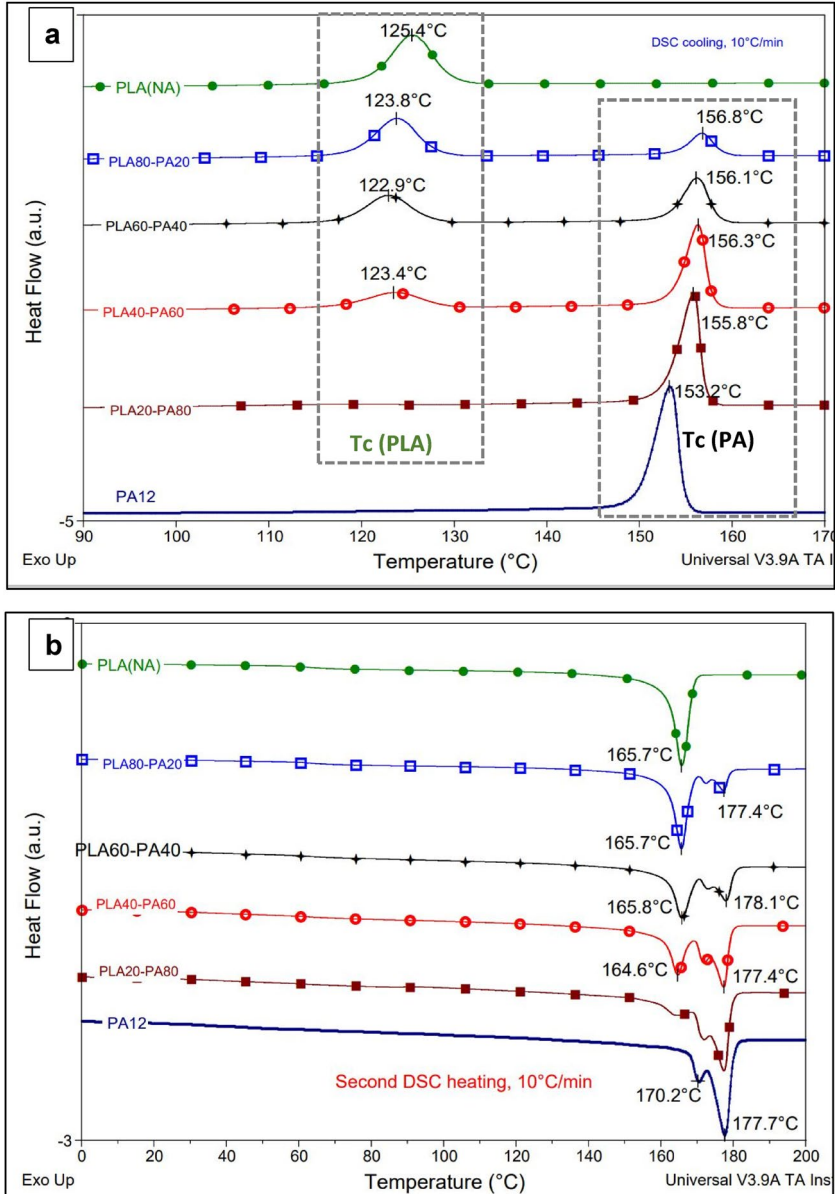 a
125.4°C
DSC cooling, 10°C/min
PLA(NA)
123.8°C
156.8°C
PLA80-PA20
122.9°C
156.1°C
PLA60-PA40
123.4°C
156.3°C
PLA40-PA60
155.8°C
PLA20-PA80
153.2°C
Tc (PLA)
Tc (PA)
PA12
Heat Flow (a.u.)
-5
90 100 110 120 130 140 150 160 170
Exo Up
Temperature (°C)
Universal V3.9A TA I
b
PLA(NA)
165.7°C
PLA80-PA20
177.4°C
165.7°C
PLA60-PA40
165.8°C
178.1°C
PLA40-PA60
164.6°C
177.4°C
PLA20-PA80
PA12
Second DSC heating, 10°C/min
170.2°C
177.7°C
Heat Flow (a.u.)
-3
0 20 40 60 80 100 120 140 160 180 200
Exo Up
Temperature (°C)
Universal V3.9A TA Ins